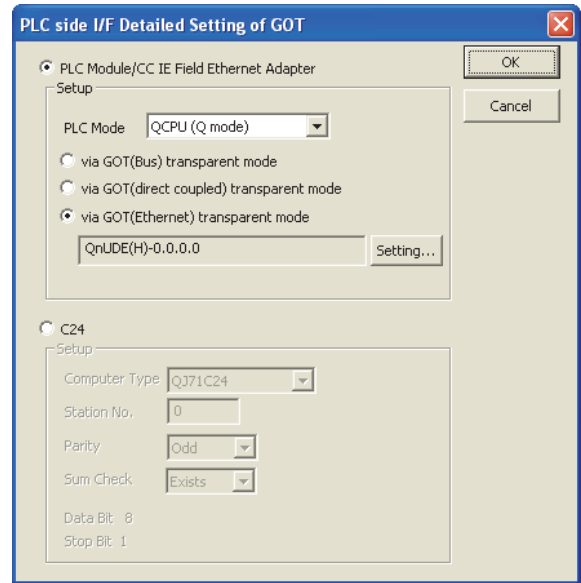 PLC side I/F Detailed Setting of GOT
PLC Module/CC IE Field Ethernet Adapter
OK
Setup
Cancel
PLC Mode QCPU (Q mode)
via GOT(Bus) transparent mode
via GOT(direct coupled) transparent mode
via GOT(Ethernet) transparent mode
QnUDE(H)-0.0.0.0 Setting...
C24
Setup
Computer Type QJ71C24
Station No. 0
Parity Odd
Sum Check Exists
Data Bit 8
Stop Bit 1